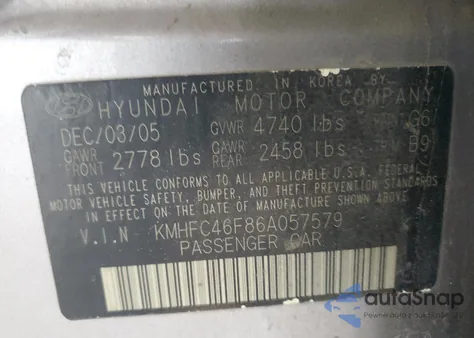 MANUFACTURED IN KOREA BY
HYUNDAI MOTOR COMPANY
DEC/03/05 GVWR 4740 lbs G6
GAWR FRONT 2778 lbs GAWR REAR 2458 lbs B9
THIS VEHICLE CONFORMS TO ALL APPLICABLE U.S.A. FEDERAL
MOTOR VEHICLE SAFETY, BUMPER, AND THEFT PREVENTION STANDARDS
IN EFFECT ON THE DATE OF MANUFACTURE SHOWN ABOVE.
V.I.N KMHFC46F86A057579
PASSENGER CAR
autoSnap